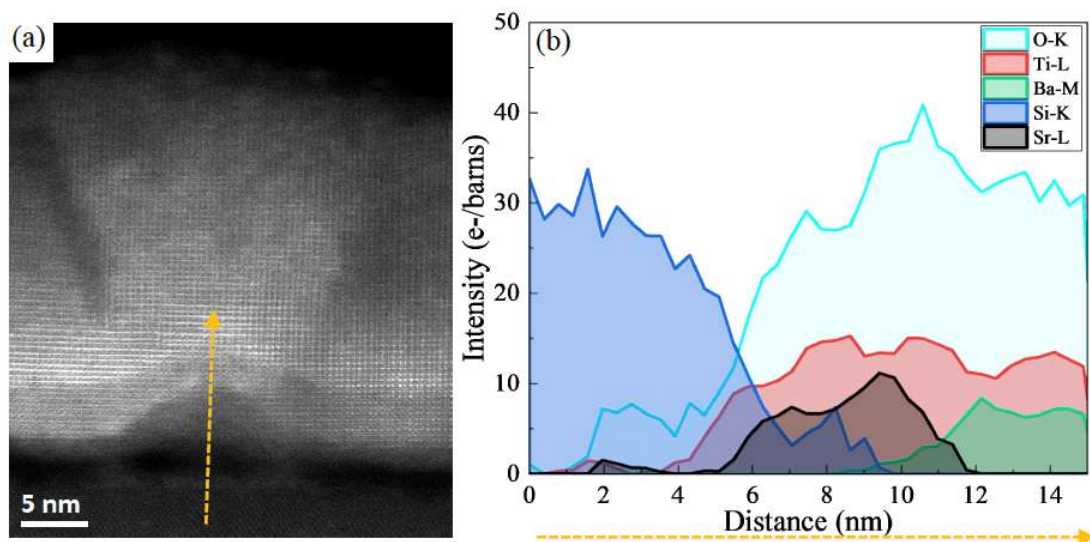 (a)
5 nm
(b)
Intensity (e-/barns)
50
40
30
20
10
0
O-K
Ti-L
Ba-M
Si-K
Sr-L
0 2 4 6 8 10 12 14
Distance (nm)